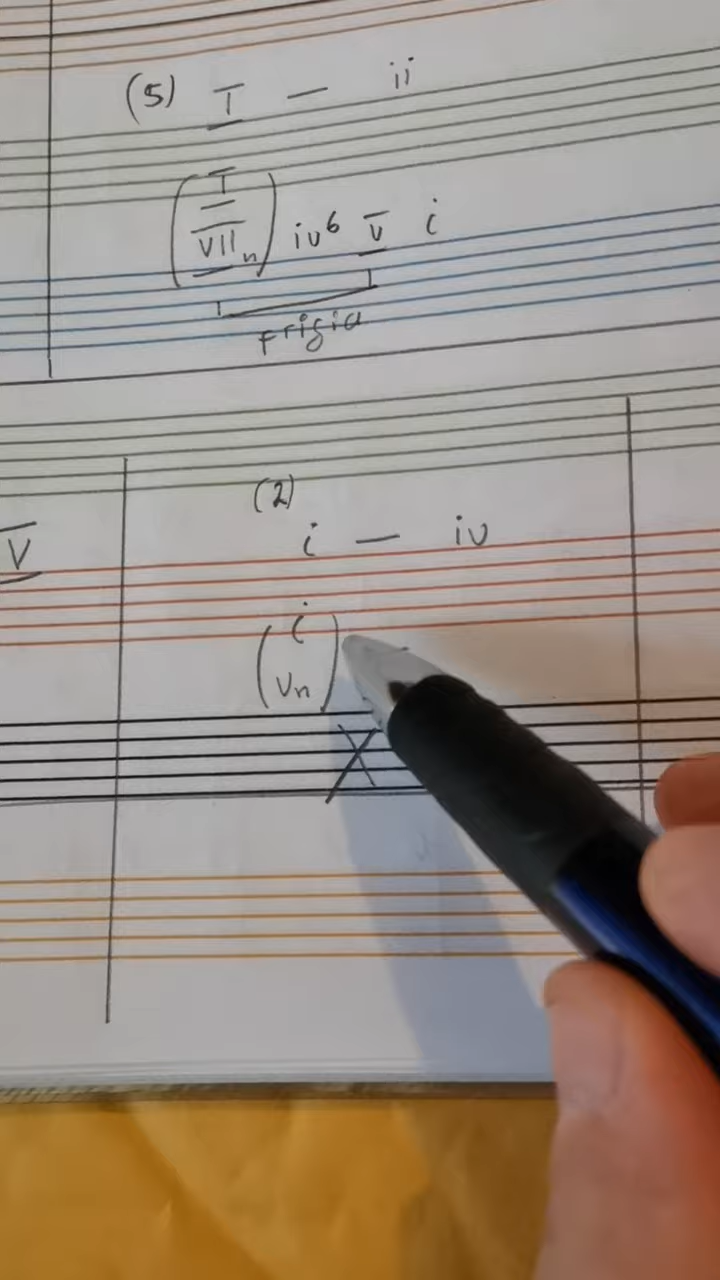 (5) I — ii
(I
VIIn) iv6 V i
Frigia
V
(2)
i — iv
(i
vn)
X